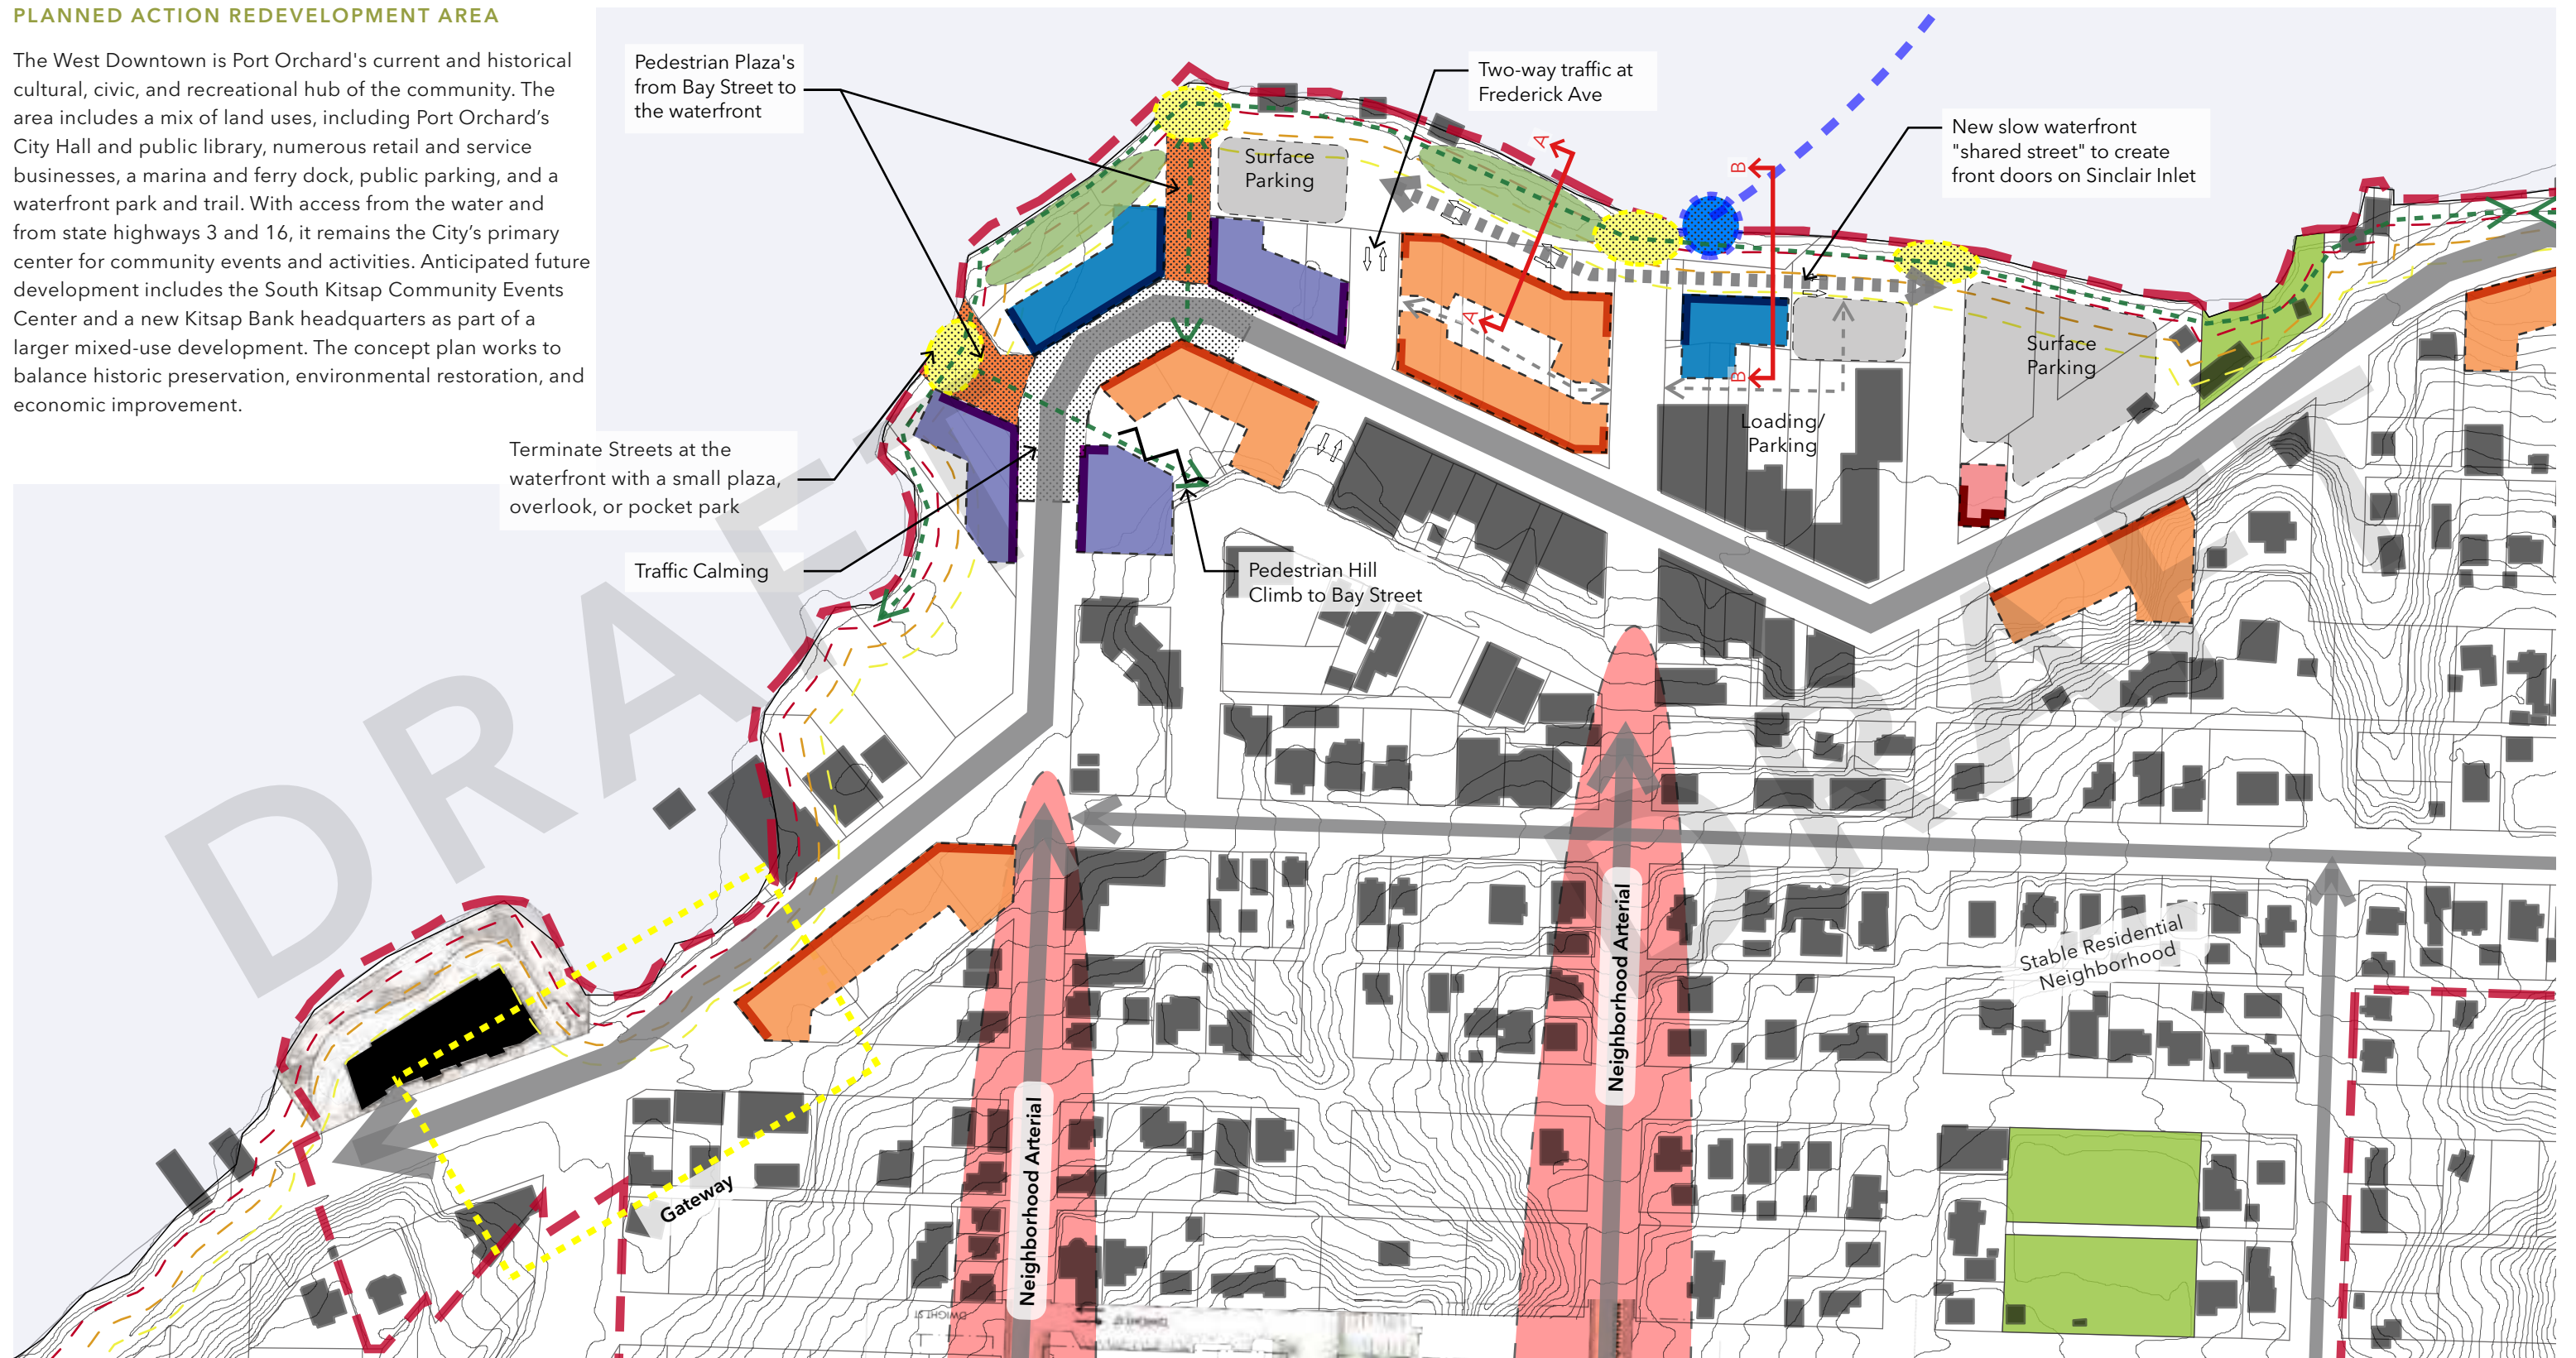 PLANNED ACTION REDEVELOPMENT AREA
The West Downtown is Port Orchard's current and historical
cultural, civic, and recreational hub of the community. The
area includes a mix of land uses, including Port Orchard’s
City Hall and public library, numerous retail and service
businesses, a marina and ferry dock, public parking, and a
waterfront park and trail. With access from the water and
from state highways 3 and 16, it remains the City’s primary
center for community events and activities. Anticipated future
development includes the South Kitsap Community Events
Center and a new Kitsap Bank headquarters as part of a
larger mixed-use development. The concept plan works to
balance historic preservation, environmental restoration, and
economic improvement.
Pedestrian Plaza's
from Bay Street to
the waterfront
Two-way traffic at
Frederick Ave
New slow waterfront
"shared street" to create
front doors on Sinclair Inlet
Surface
Parking
A
A
B
B
Surface
Parking
Loading/
Parking
Terminate Streets at the
waterfront with a small plaza,
overlook, or pocket park
Traffic Calming
Pedestrian Hill
Climb to Bay Street
Neighborhood Arterial
Neighborhood Arterial
Stable Residential
Neighborhood
Gateway
DWIGHT ST
DRAFT
DRAFT